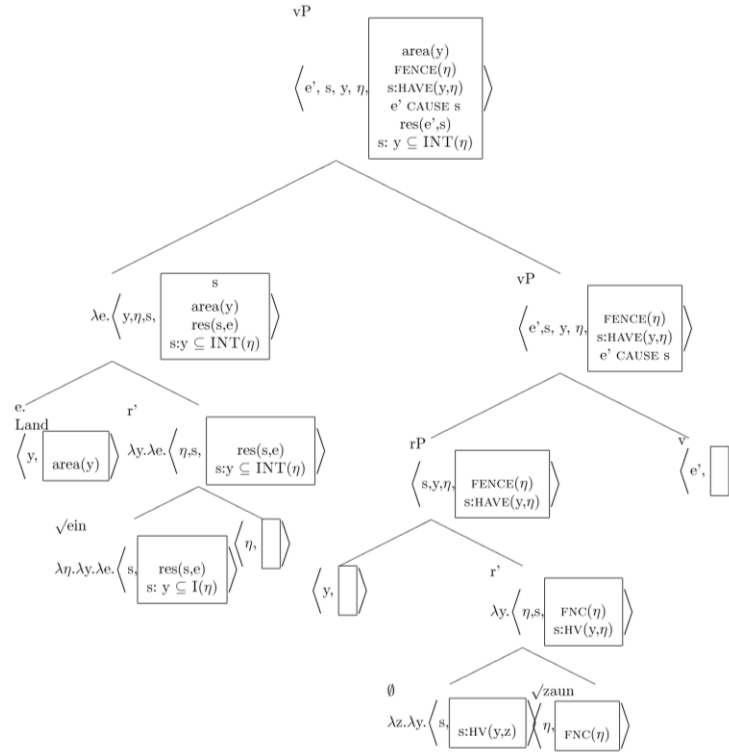 vP
area(y)
FENCE(η)
⟨e', s, y, η, s:HAVE(y,η)⟩
e' CAUSE s
res(e',s)
s: y ⊆ INT(η)
s
area(y)
λe.⟨y,η,s, res(s,e)⟩
s:y ⊆ INT(η)
vP
FENCE(η)
⟨e',s, y, η, s:HAVE(y,η)⟩
e' CAUSE s
e.
Land
⟨y, area(y)⟩
r'
λy.λe.⟨η,s, res(s,e)⟩
s:y ⊆ INT(η)
rP
⟨s,y,η, FENCE(η)⟩
s:HAVE(y,η)
v
⟨e', ⟩
√ein
λη.λy.λe.⟨s, res(s,e)⟩
s: y ⊆ I(η)
⟨η, ⟩
⟨y, ⟩
r'
λy.⟨η,s, FNC(η)⟩
s:HV(y,η)
∅
λz.λy.⟨s, s:HV(y,z)⟩
√zaun
⟨η, FNC(η)⟩